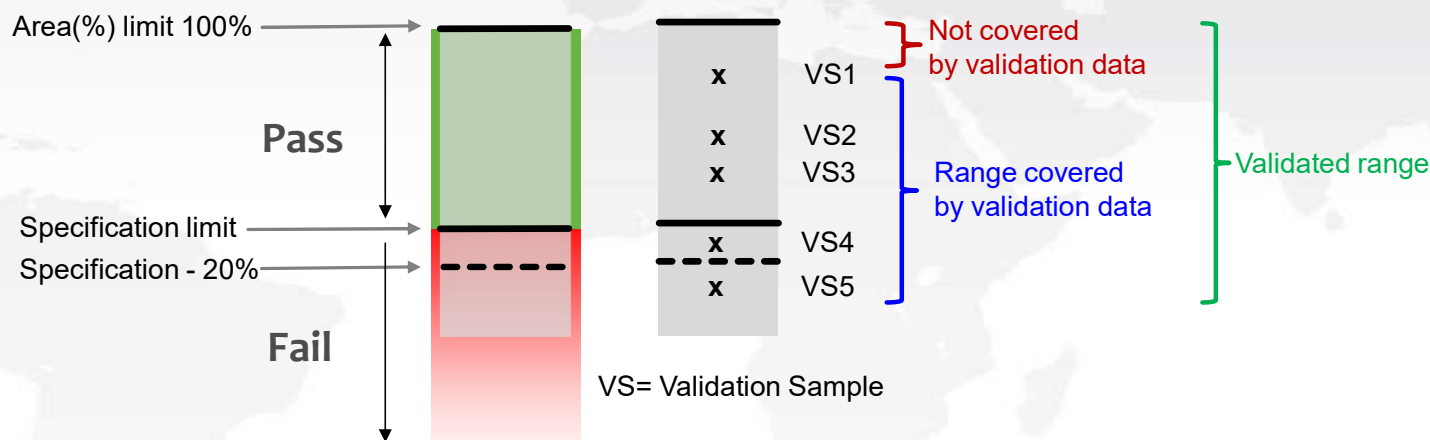 Area(%) limit 100%
Pass
Specification limit
Specification - 20%
Fail
x
VS1
x
VS2
x
VS3
x
VS4
x
VS5
VS= Validation Sample
Not covered
by validation data
Range covered
by validation data
Validated range